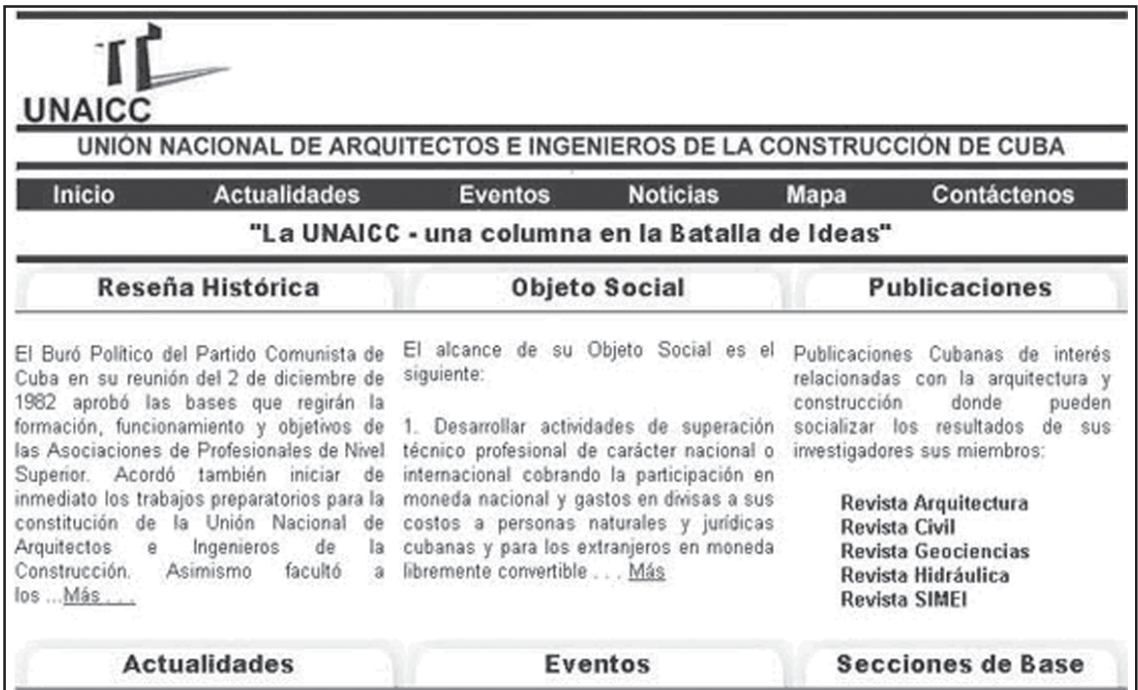 UNAICC
UNIÓN NACIONAL DE ARQUITECTOS E INGENIEROS DE LA CONSTRUCCIÓN DE CUBA
Inicio Actualidades Eventos Noticias Mapa Contáctenos
"La UNAICC - una columna en la Batalla de Ideas"
Reseña Histórica
El Buró Político del Partido Comunista de
Cuba en su reunión del 2 de diciembre de
1982 aprobó las bases que regirán la
formación, funcionamiento y objetivos de
las Asociaciones de Profesionales de Nivel
Superior. Acordó también iniciar de
inmediato los trabajos preparatorios para la
constitución de la Unión Nacional de
Arquitectos e Ingenieros de la
Construcción. Asimismo facultó a
los ...Más . . .
Objeto Social
El alcance de su Objeto Social es el
siguiente:
1. Desarrollar actividades de superación
técnico profesional de carácter nacional o
internacional cobrando la participación en
moneda nacional y gastos en divisas a sus
costos a personas naturales y jurídicas
cubanas y para los extranjeros en moneda
libremente convertible . . . Más
Publicaciones
Publicaciones Cubanas de interés
relacionadas con la arquitectura y
construcción donde pueden
socializar los resultados de sus
investigadores sus miembros:
Revista Arquitectura
Revista Civil
Revista Geociencias
Revista Hidráulica
Revista SIMEI
Actualidades
Eventos
Secciones de Base